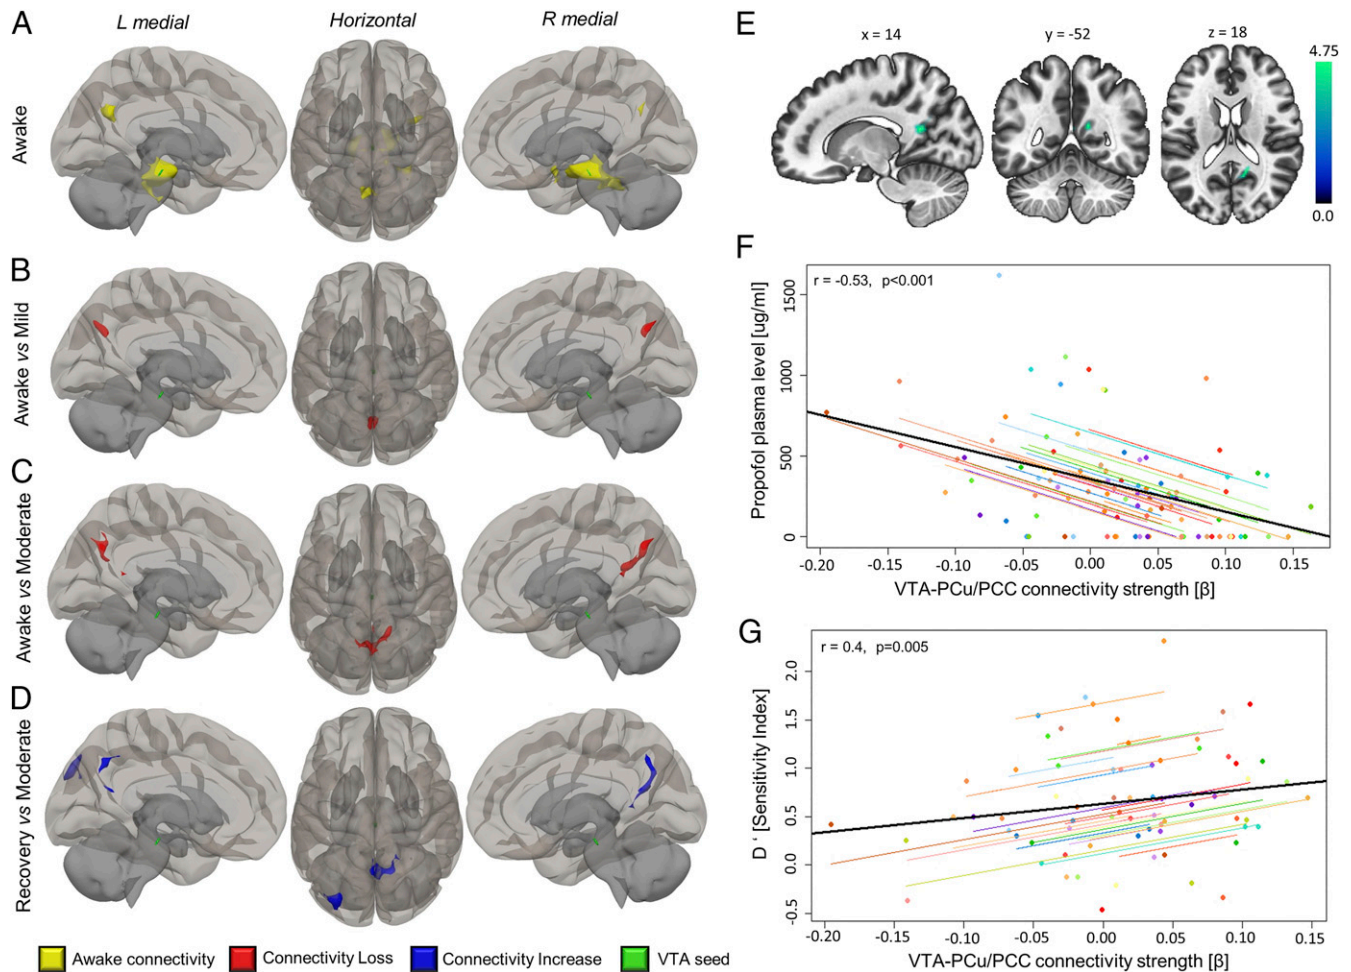 A
L medial
Horizontal
R medial
Awake
B
Awake vs Mild
C
Awake vs Moderate
D
Recovery vs Moderate
Awake connectivity
Connectivity Loss
Connectivity Increase
VTA seed
E
x = 14
y = -52
z = 18
4.75
0.0
F
r = -0.53, p<0.001
Propofol plasma level [ug/ml]
1500
1000
500
0
-0.20 -0.15 -0.10 -0.05 0.00 0.05 0.10 0.15
VTA-PCu/PCC connectivity strength [β]
G
r = 0.4, p=0.005
D ' [Sensitivity Index]
2.0
1.5
1.0
0.5
0.0
-0.5
-0.20 -0.15 -0.10 -0.05 0.00 0.05 0.10 0.15
VTA-PCu/PCC connectivity strength [β]